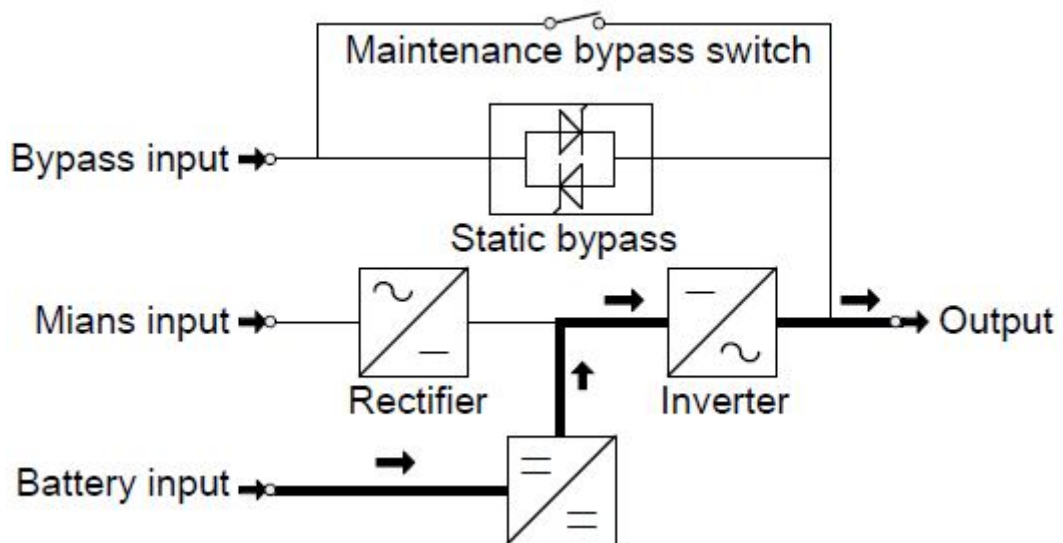 Maintenance bypass switch
Bypass input
Static bypass
Mians input
Output
Rectifier
Inverter
Battery input